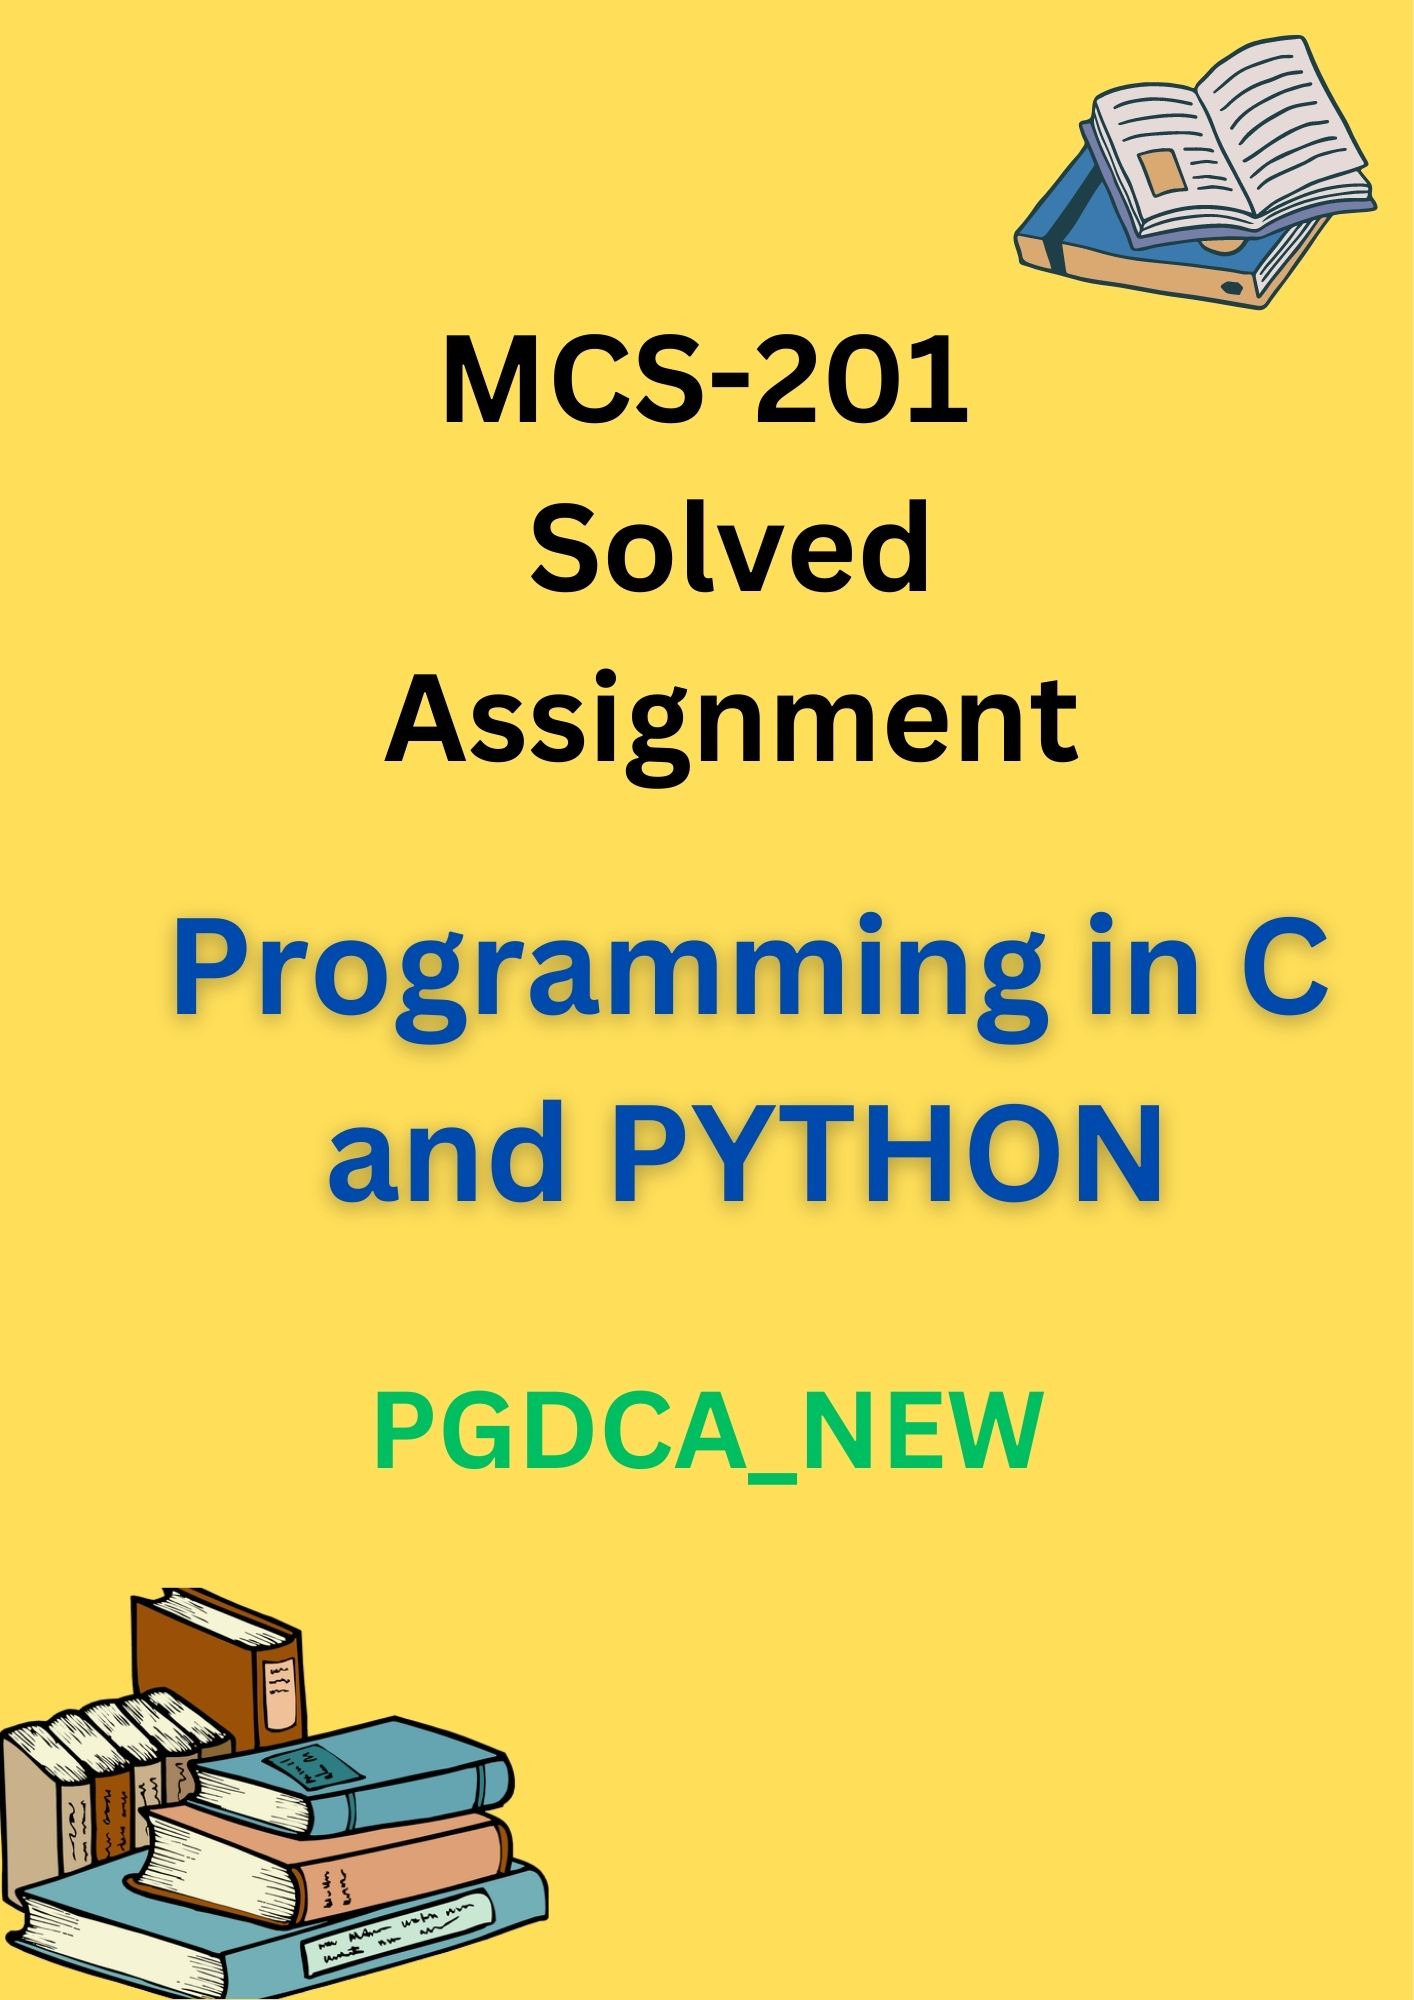 MCS-201
Solved
Assignment
Programming in C
and PYTHON
PGDCA_NEW